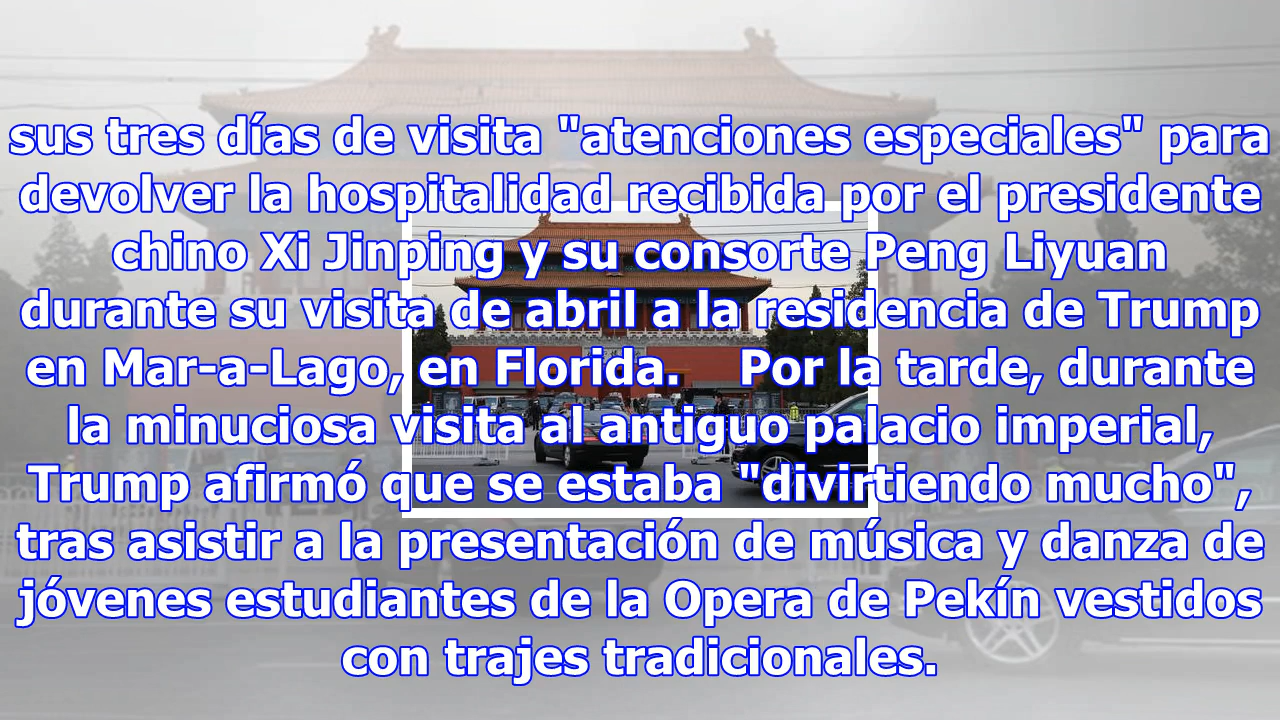 sus tres días de visita "atenciones especiales" para
devolver la hospitalidad recibida por el presidente
chino Xi Jinping y su consorte Peng Liyuan
durante su visita de abril a la residencia de Trump
en Mar-a-Lago, en Florida. Por la tarde, durante
la minuciosa visita al antiguo palacio imperial,
Trump afirmó que se estaba "divirtiendo mucho",
tras asistir a la presentación de música y danza de
jóvenes estudiantes de la Opera de Pekín vestidos
con trajes tradicionales.